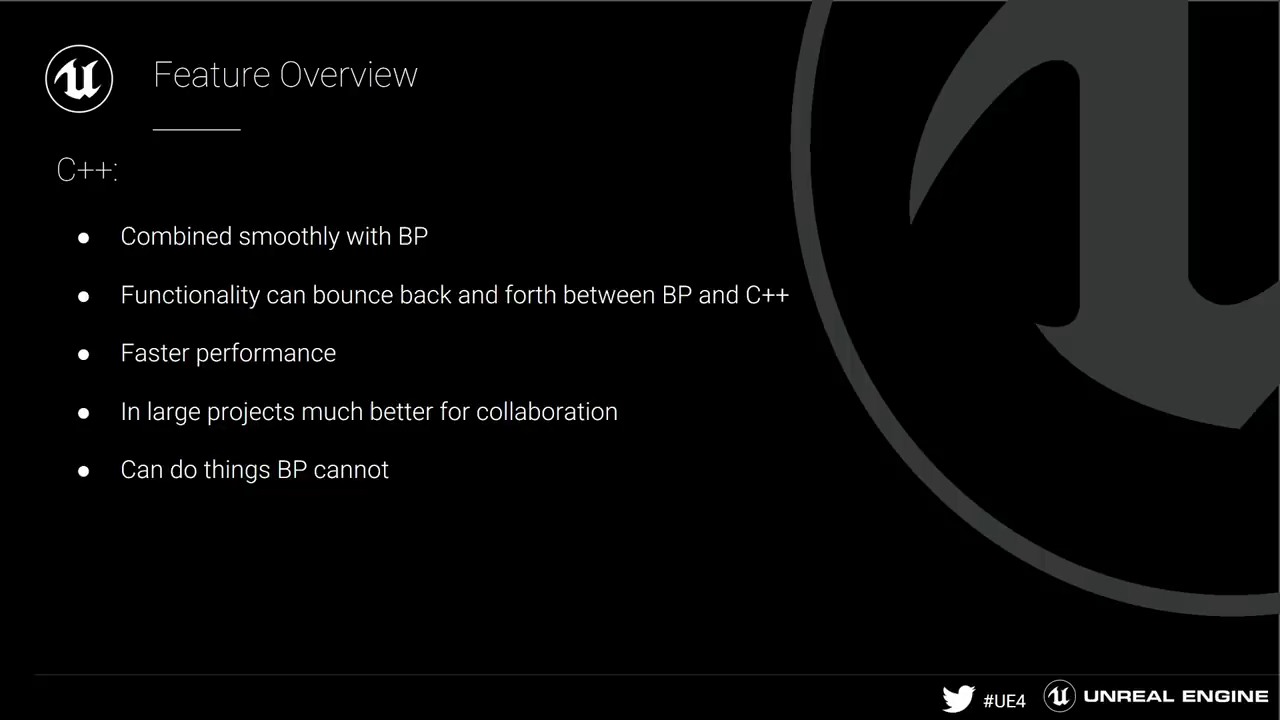 Feature Overview
C++:
● Combined smoothly with BP
● Functionality can bounce back and forth between BP and C++
● Faster performance
● In large projects much better for collaboration
● Can do things BP cannot
#UE4
UNREAL ENGINE